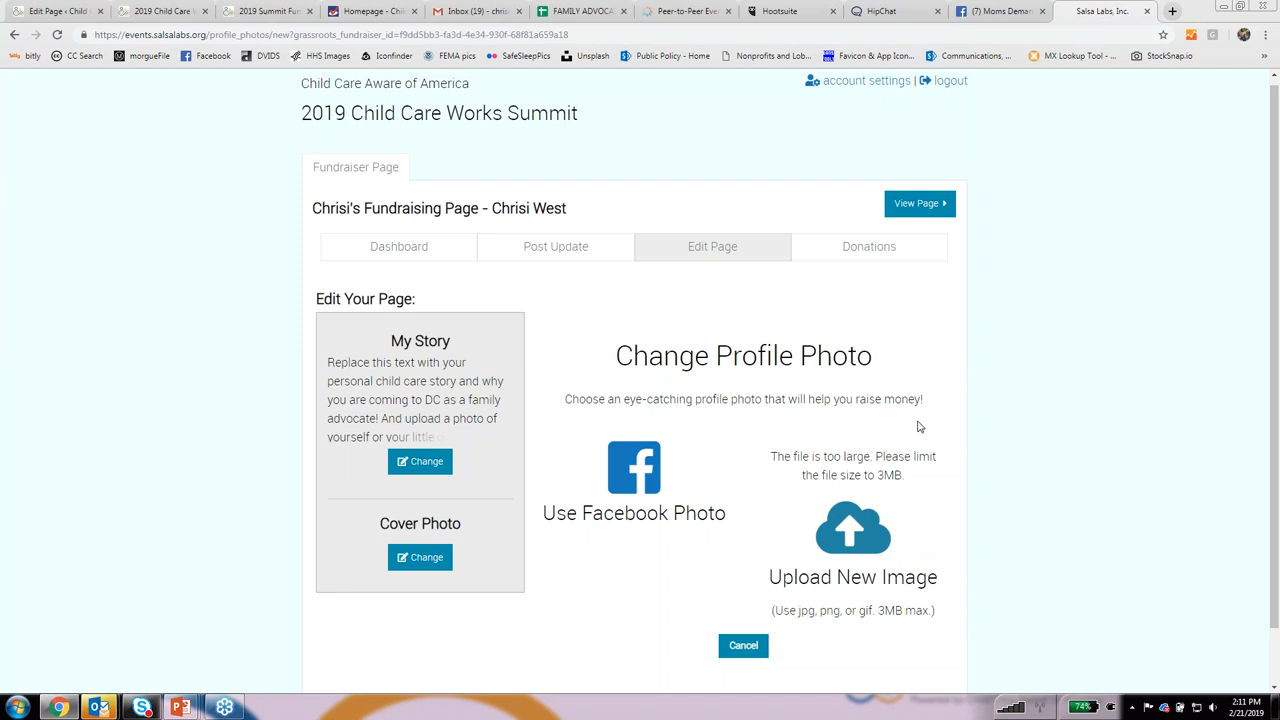 Edit Page ‹ Child
2019 Child Care
2019 Summit Fun
Homepage - Chi
Inbox (19) - chris
FAMILY ADVOCA
Peer-to-Peer Eve
Hootsuite
HipChat
(7) Moms Demand
Salsa Labs, Inc.
https://events.salsalabs.org/profile_photos/new?grassroots_fundraiser_id=f9dd5bb3-fa3d-4e34-930f-68f81a659a18
bitly
CC Search
morgueFile
Facebook
DVIDS
HHS Images
Iconfinder
FEMA pics
SafeSleepPics
Unsplash
Public Policy - Home
Nonprofits and Lob
Favicon & App Icon
Communications,
MX Lookup Tool -
StockSnap.io
Child Care Aware of America
account settings | logout
2019 Child Care Works Summit
Fundraiser Page
Chrisi's Fundraising Page - Chrisi West
View Page
Dashboard
Post Update
Edit Page
Donations
Edit Your Page:
My Story
Replace this text with your
personal child care story and why
you are coming to DC as a family
advocate! And upload a photo of
yourself or your little
Change
Cover Photo
Change
Change Profile Photo
Choose an eye-catching profile photo that will help you raise money!
Use Facebook Photo
The file is too large. Please limit
the file size to 3MB.
Upload New Image
(Use jpg, png, or gif. 3MB max.)
Cancel
74%
2:11 PM
2/21/2019